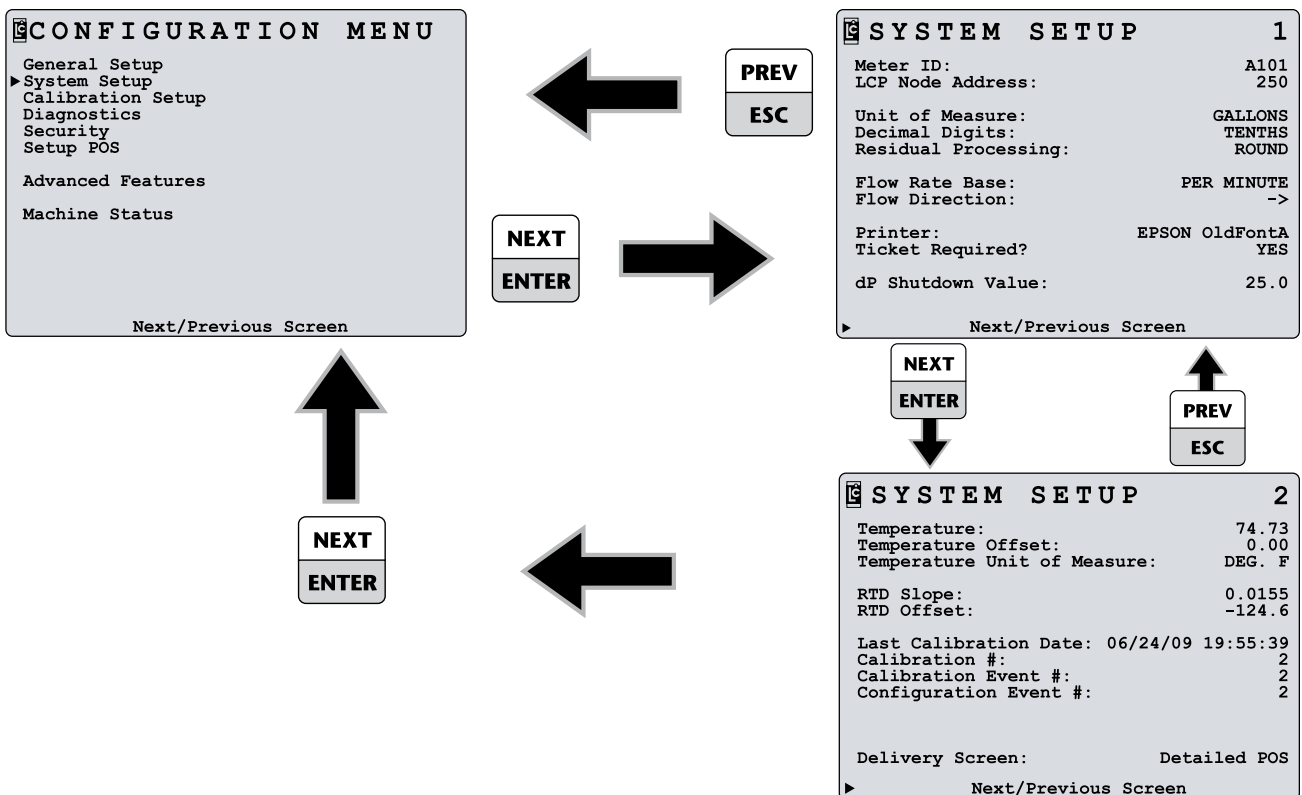 CONFIGURATION MENU
General Setup
System Setup
Calibration Setup
Diagnostics
Security
Setup POS
Advanced Features
Machine Status
Next/Previous Screen
PREV
ESC
NEXT
ENTER
SYSTEM SETUP 1
Meter ID: A101
LCP Node Address: 250
Unit of Measure: GALLONS
Decimal Digits: TENTHS
Residual Processing: ROUND
Flow Rate Base: PER MINUTE
Flow Direction: ->
Printer: EPSON OldFontA
Ticket Required? YES
dP Shutdown Value: 25.0
Next/Previous Screen
NEXT
ENTER
PREV
ESC
SYSTEM SETUP 2
Temperature: 74.73
Temperature Offset: 0.00
Temperature Unit of Measure: DEG. F
RTD Slope: 0.0155
RTD Offset: -124.6
Last Calibration Date: 06/24/09 19:55:39
Calibration #: 2
Calibration Event #: 2
Configuration Event #: 2
Delivery Screen: Detailed POS
Next/Previous Screen
NEXT
ENTER